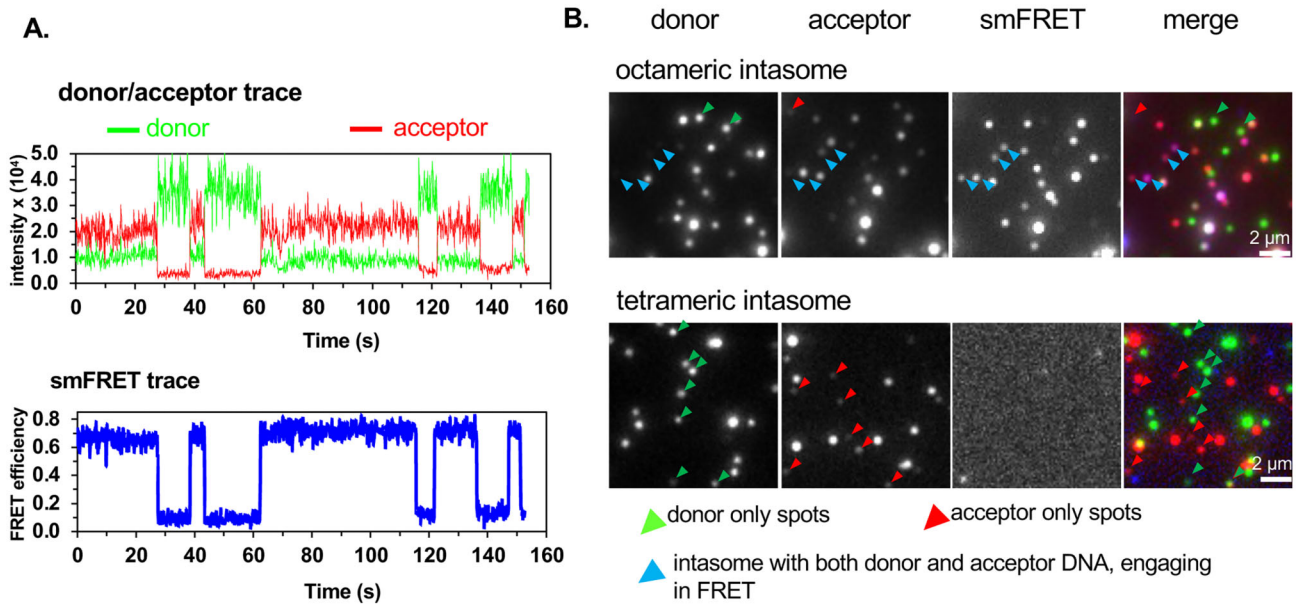 A.
donor/acceptor trace
donor
acceptor
intensity x (10⁴)
5.0
4.0
3.0
2.0
1.0
0.0
0 20 40 60 80 100 120 140 160
Time (s)
smFRET trace
FRET efficiency
0.8
0.6
0.4
0.2
0.0
0 20 40 60 80 100 120 140 160
Time (s)
B.
donor acceptor smFRET merge
octameric intasome
2 µm
tetrameric intasome
2 µm
donor only spots
acceptor only spots
intasome with both donor and acceptor DNA, engaging
in FRET